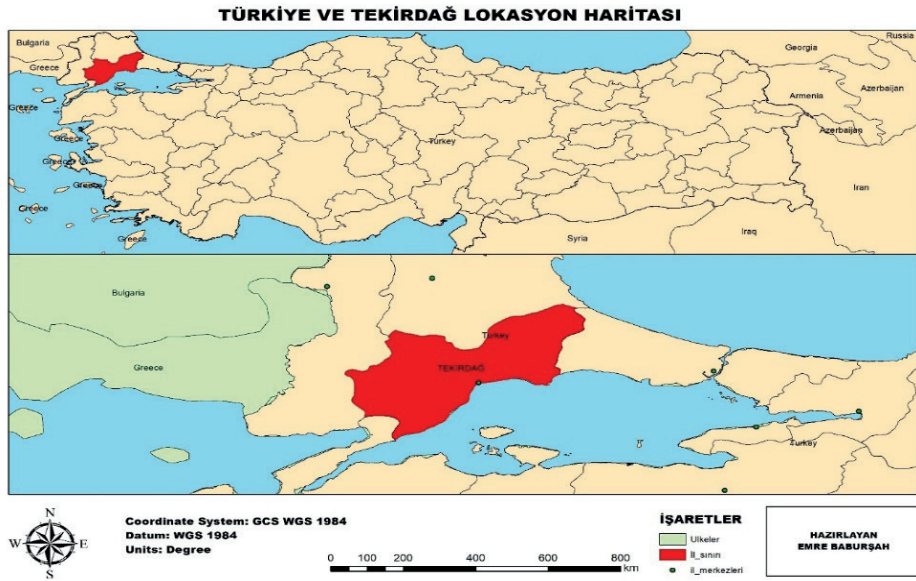 TÜRKİYE VE TEKİRDAĞ LOKASYON HARİTASI
Bulgaria
Greece
Georgia
Russia
Greece
Armenia
Azerbaijan
Greece
Turkey
Azerbaijan
Greece
Greece
Iran
Greece
Greece
Syria
Iraq
Bulgaria
Turkey
Greece
TEKİRDAĞ
Turkey
N
W E
S
Coordinate System: GCS WGS 1984
Datum: WGS 1984
Units: Degree
0 100 200 400 600 800
km
İŞARETLER
Ulkeler
İl_sınırı
il_merkezleri
HAZIRLAYAN
EMRE BABURŞAH